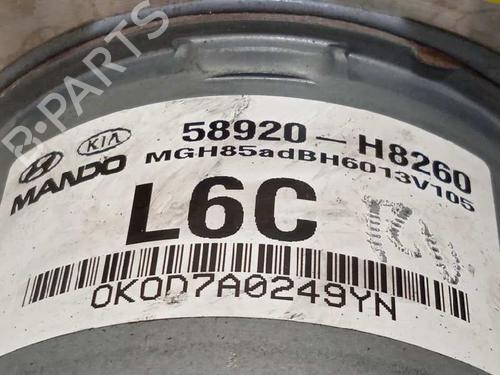 B-PARTS
KIA
MANDO
58920-H8260
MGH85adBH6013V105
L6C
0K0D7A0249YN